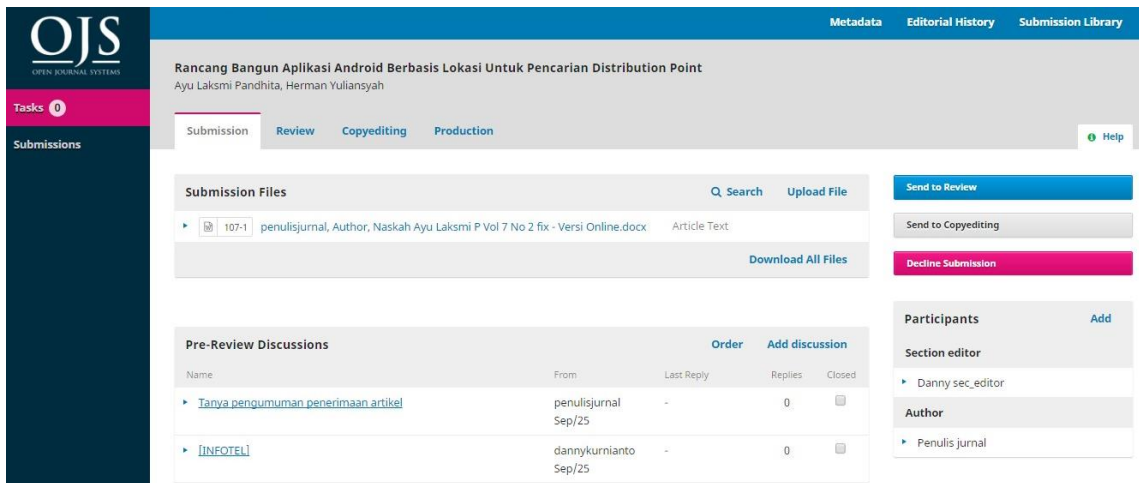 OJS
OPEN JOURNAL SYSTEMS
Tasks 0
Submissions
Metadata Editorial History Submission Library
Rancang Bangun Aplikasi Android Berbasis Lokasi Untuk Pencarian Distribution Point
Ayu Laksmi Pandhita, Herman Yuliansyah
Submission Review Copyediting Production
Help
Submission Files Search Upload File
107-1 penulisjurnal, Author, Naskah Ayu Laksmi P Vol 7 No 2 fix - Versi Online.docx Article Text
Download All Files
Pre-Review Discussions Order Add discussion
Name From Last Reply Replies Closed
Tanya pengumuman penerimaan artikel penulisjurnal - 0
Sep/25
[INFOTEL] dannykurnianto - 0
Sep/25
Send to Review
Send to Copyediting
Decline Submission
Participants Add
Section editor
Danny sec_editor
Author
Penulis jurnal